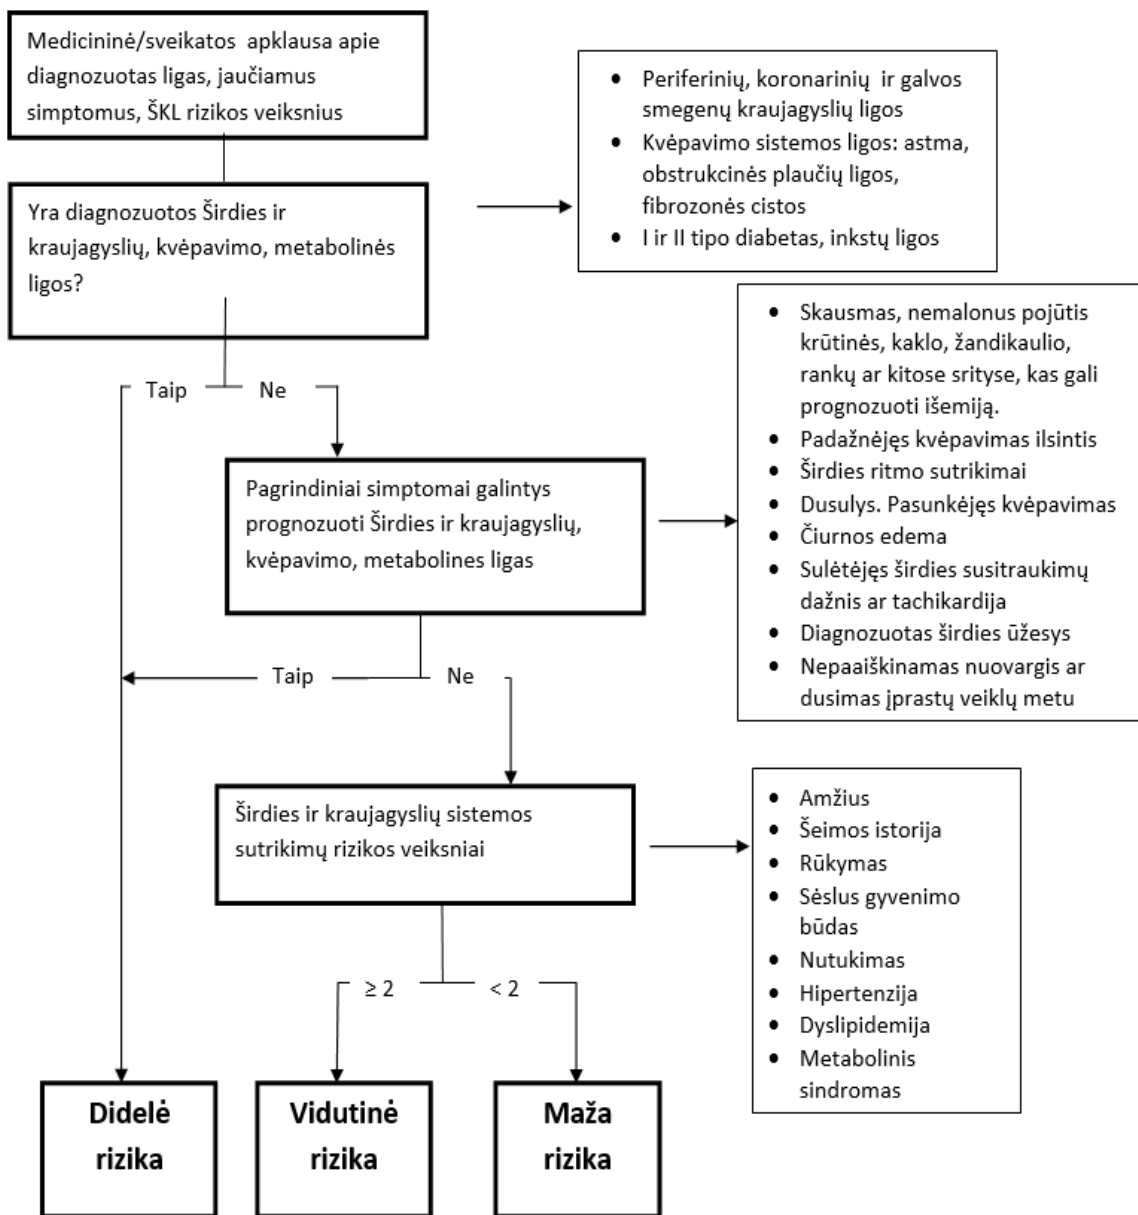 Medicininė/sveikatos apklausa apie
diagnozuotas ligas, jaučiamus
simptomus, ŠKL rizikos veiksnius
• Periferinių, koronarinių ir galvos
smegenų kraujagyslių ligos
• Kvėpavimo sistemos ligos: astma,
obstrukcinės plaučių ligos,
fibrozonės cistos
• I ir II tipo diabetas, inkstų ligos
Yra diagnozuotos Širdies ir
kraujagyslių, kvėpavimo, metabolinės
ligos?
• Skausmas, nemalonus pojūtis
krūtinės, kaklo, žandikaulio,
rankų ar kitose srityse, kas gali
prognozuoti išemiją.
• Padažnėjęs kvėpavimas ilsintis
• Širdies ritmo sutrikimai
• Dusulys. Pasunkėjęs kvėpavimas
• Čiurnos edema
• Sulėtėjęs širdies susitraukimų
dažnis ar tachikardija
• Diagnozuotas širdies ūžesys
• Nepaaiškinamas nuovargis ar
dusimas įprastų veiklų metu
Taip Ne
Pagrindiniai simptomai galintys
prognozuoti Širdies ir kraujagyslių,
kvėpavimo, metabolines ligas
Taip Ne
Širdies ir kraujagyslių sistemos
sutrikimų rizikos veiksniai
• Amžius
• Šeimos istorija
• Rūkymas
• Sėslus gyvenimo
būdas
• Nutukimas
• Hipertenzija
• Dyslipidemija
• Metabolinis
sindromas
≥ 2 < 2
Didelė
rizika
Vidutinė
rizika
Maža
rizika